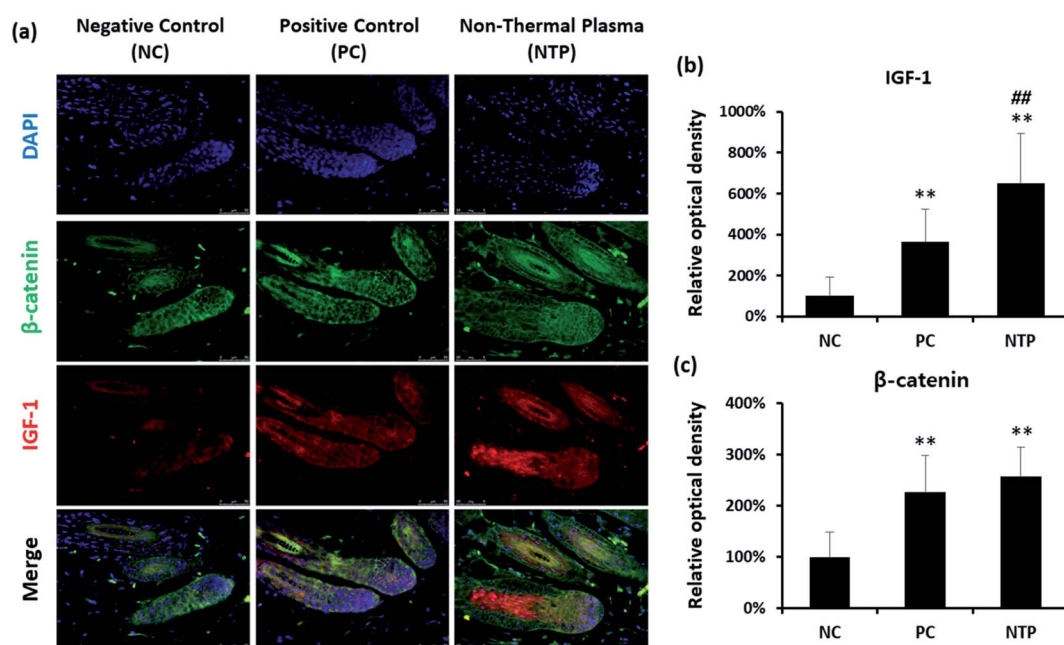 (a)
Negative Control
(NC)
Positive Control
(PC)
Non-Thermal Plasma
(NTP)
DAPI
β-catenin
IGF-1
Merge
(b)
IGF-1
Relative optical density
1000%
800%
600%
400%
200%
0%
**
##
**
NC
PC
NTP
(c)
β-catenin
Relative optical density
400%
300%
200%
100%
0%
**
**
NC
PC
NTP